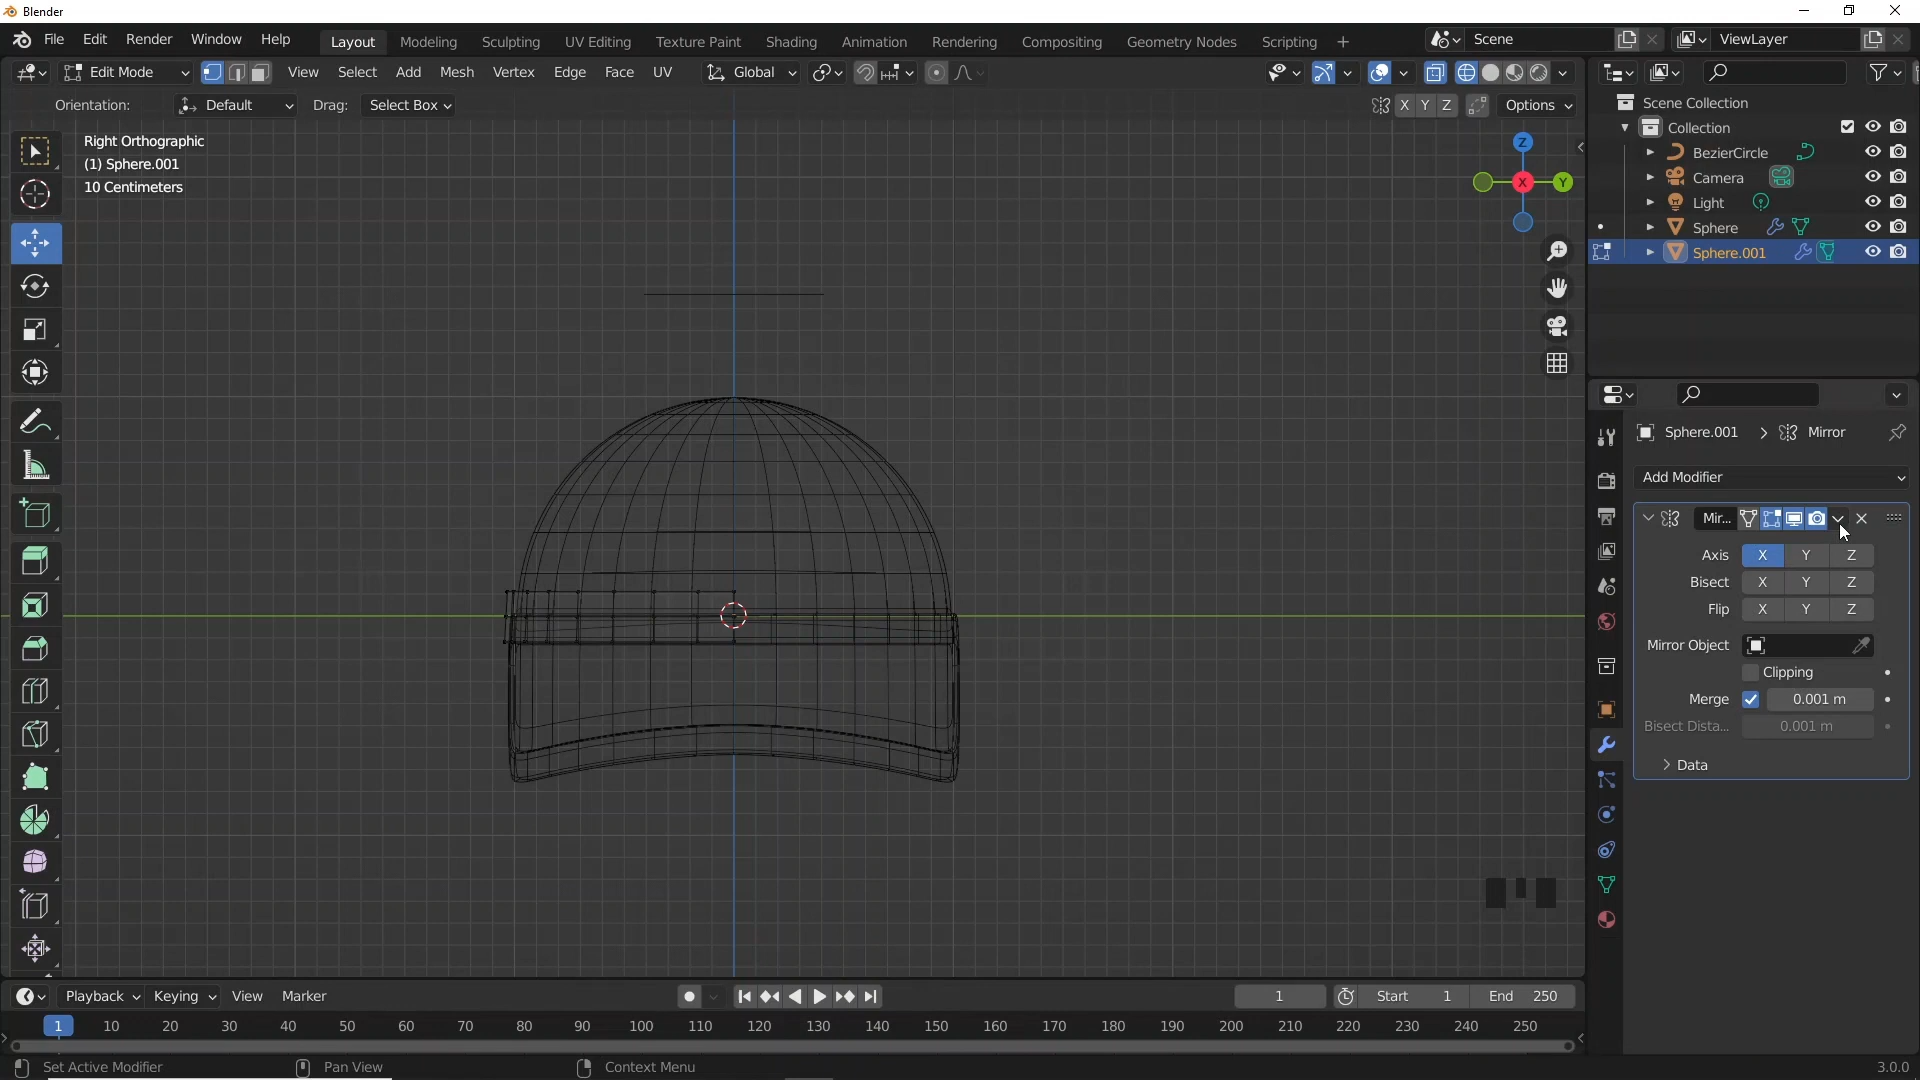 Blender
File Edit Render Window Help Layout Modeling Sculpting UV Editing Texture Paint Shading Animation Rendering Compositing Geometry Nodes Scripting + Scene ViewLayer
Edit Mode View Select Add Mesh Vertex Edge Face UV Global
Orientation: Default Drag: Select Box X Y Z Options
Right Orthographic
(1) Sphere.001
10 Centimeters
Z
X
Y
Scene Collection
Collection
BezierCircle
Camera
Light
Sphere
Sphere.001
Sphere.001 > Mirror
Add Modifier
Mir...
Axis X Y Z
Bisect X Y Z
Flip X Y Z
Mirror Object
Clipping
Merge 0.001 m
Bisect Dista... 0.001 m
Data
Playback Keying View Marker 1 Start 1 End 250
1 10 20 30 40 50 60 70 80 90 100 110 120 130 140 150 160 170 180 190 200 210 220 230 240 250
Set Active Modifier Pan View Context Menu 3.0.0